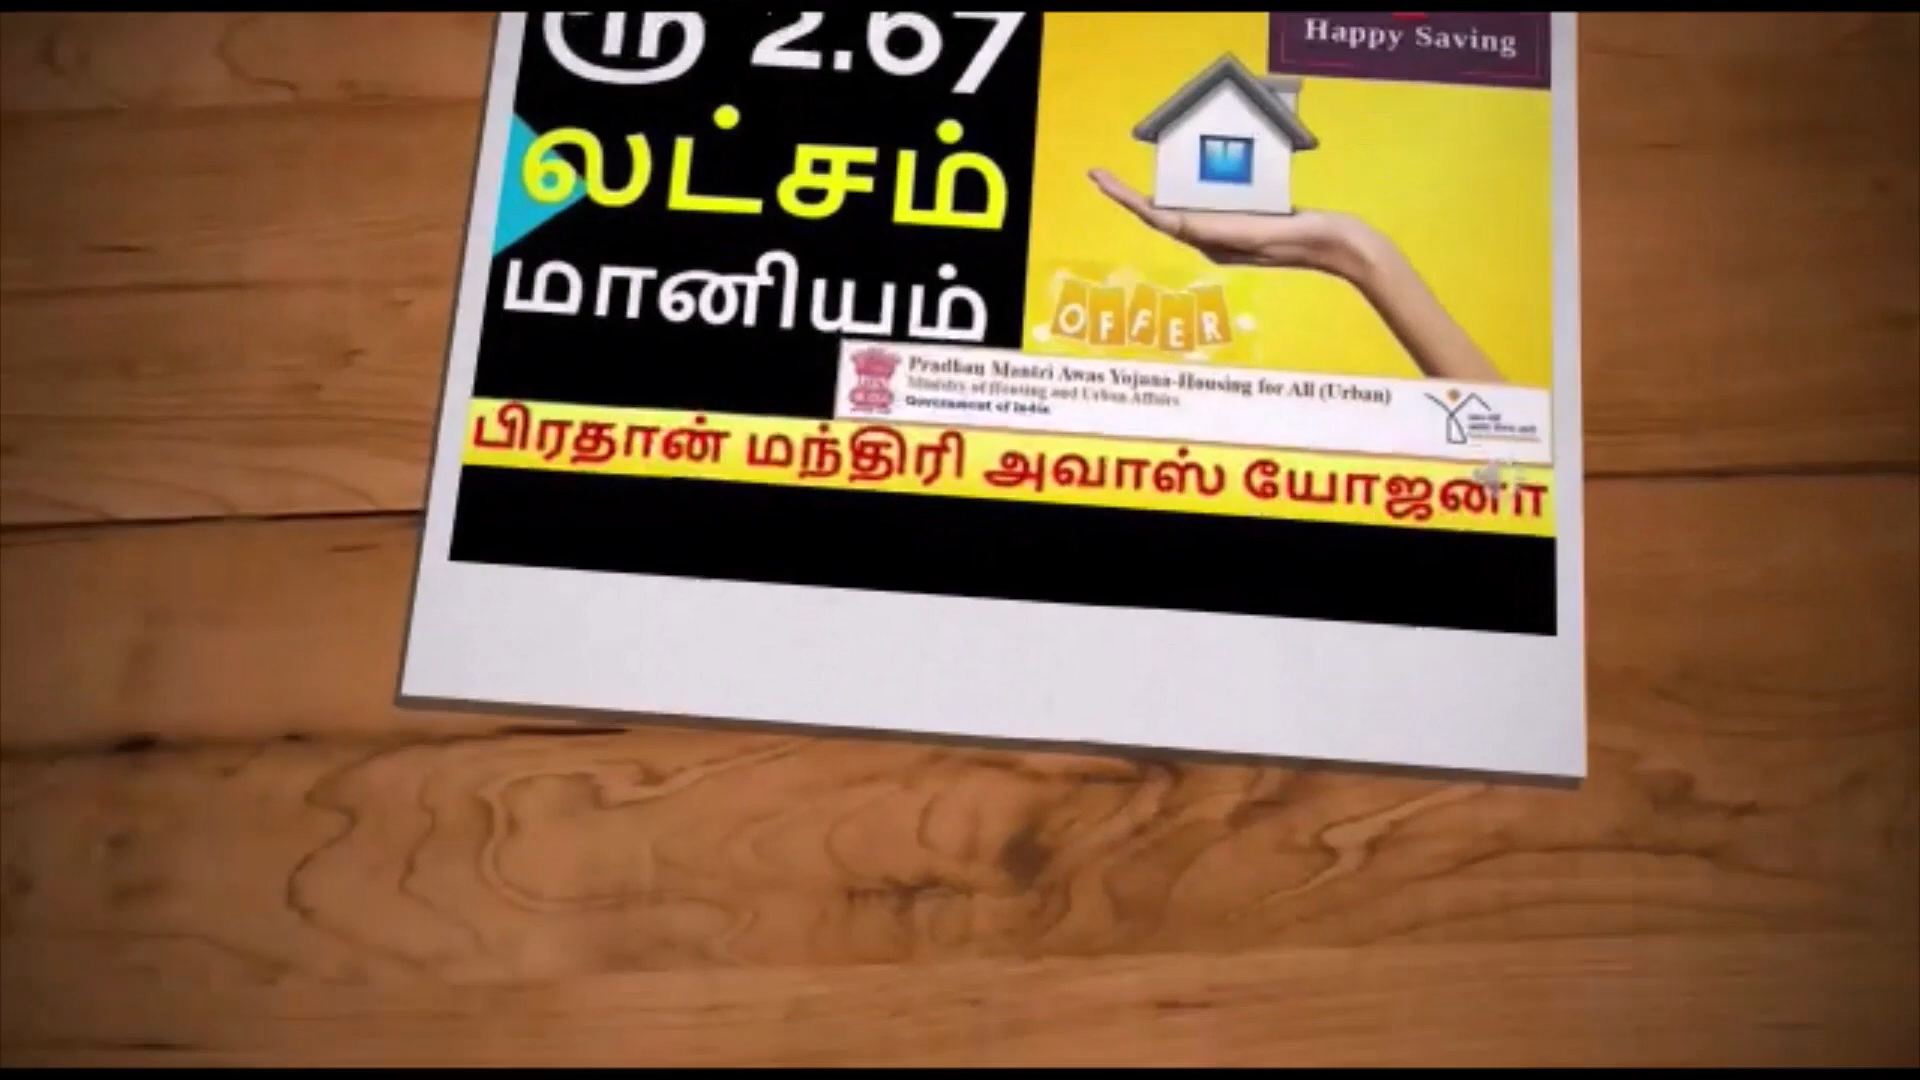 ரூ 2.67
லட்சம்
மானியம்
Happy Saving
OFFER
Pradhan Mantri Awas Yojana-Housing for All (Urban)
Ministry of Housing and Urban Affairs
Government of India
பிரதான் மந்திரி அவாஸ் யோஜனா